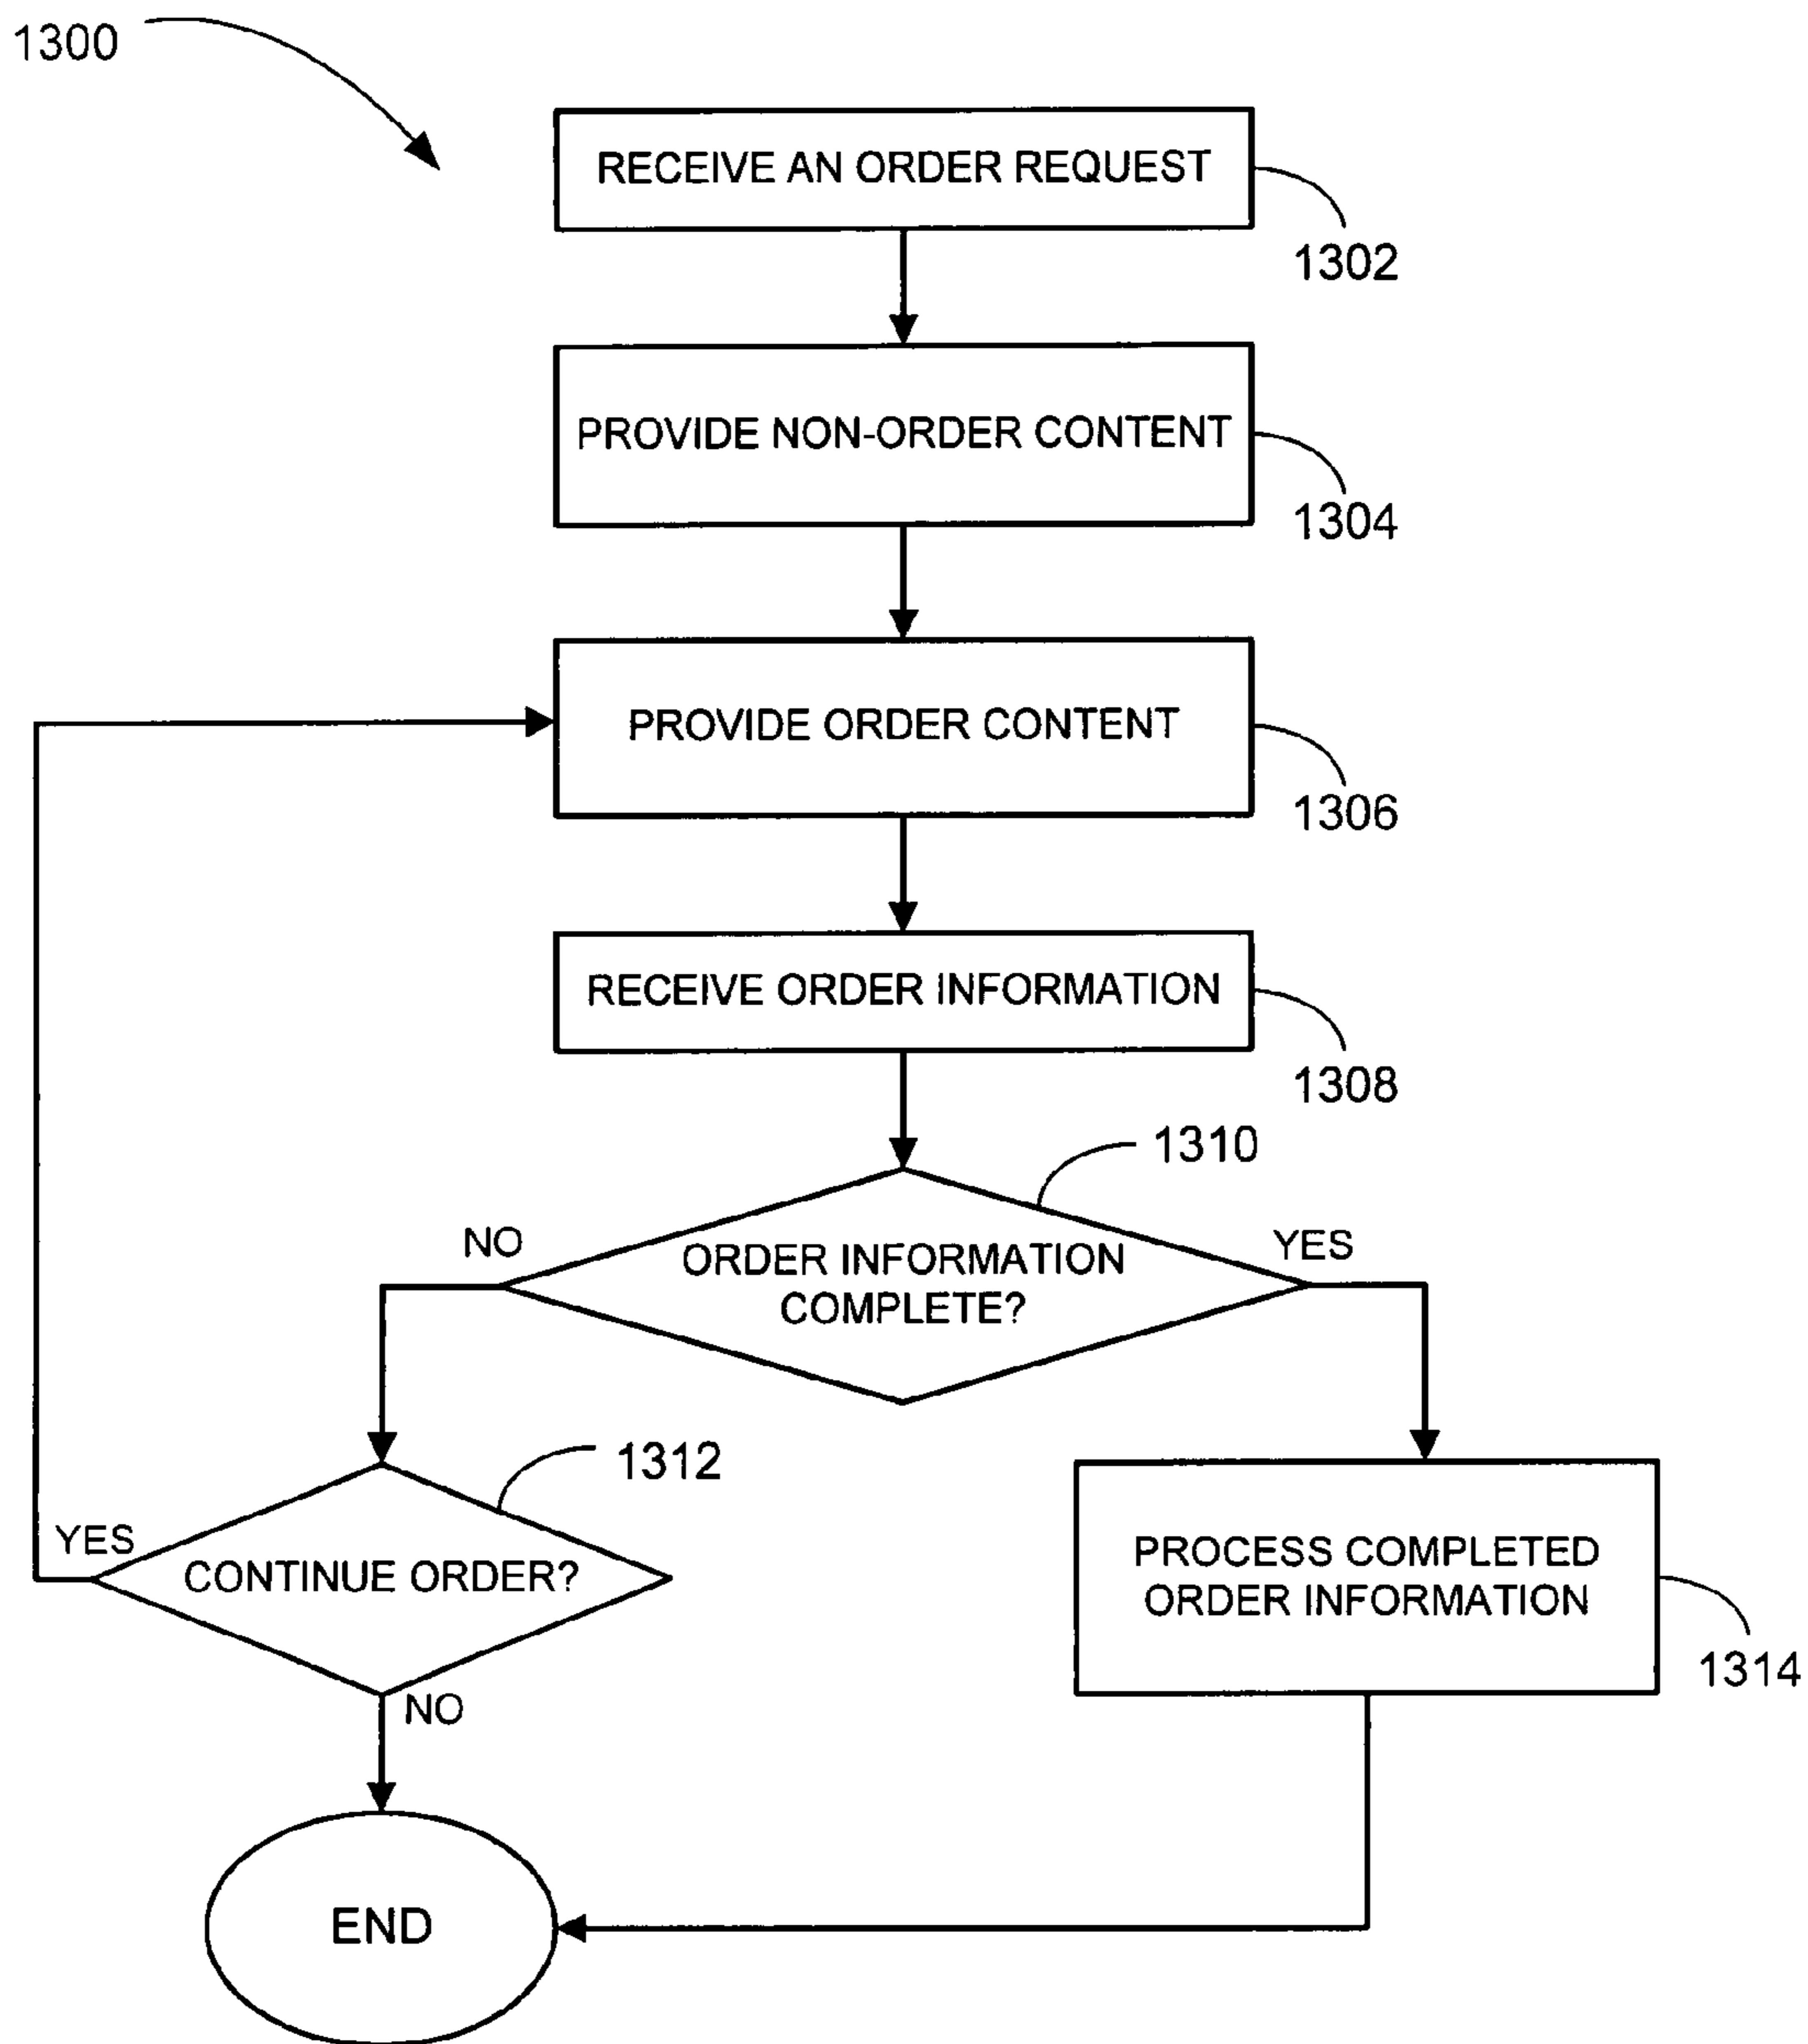 1300
RECEIVE AN ORDER REQUEST
1302
PROVIDE NON-ORDER CONTENT
1304
PROVIDE ORDER CONTENT
1306
RECEIVE ORDER INFORMATION
1308
1310
NO
ORDER INFORMATION
COMPLETE?
YES
1312
YES
CONTINUE ORDER?
NO
PROCESS COMPLETED
ORDER INFORMATION
1314
END